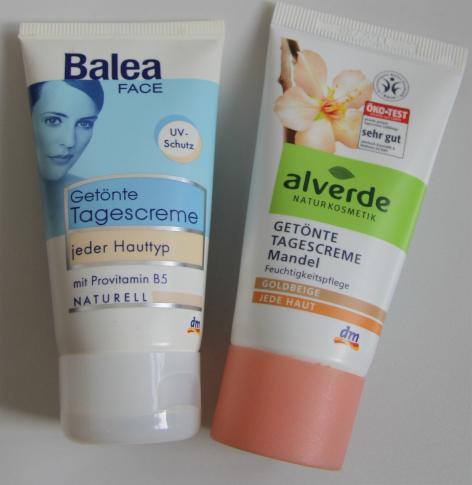 Balea
FACE
UV-
Schutz
Getönte
Tagescreme
jeder Hauttyp
mit Provitamin B5
NATURELL
dm
ÖKO-TEST
sehr gut
alverde
NATURKOSMETIK
GETÖNTE
TAGESCREME
Mandel
Feuchtigkeitspflege
GOLDBEIGE
JEDE HAUT
dm